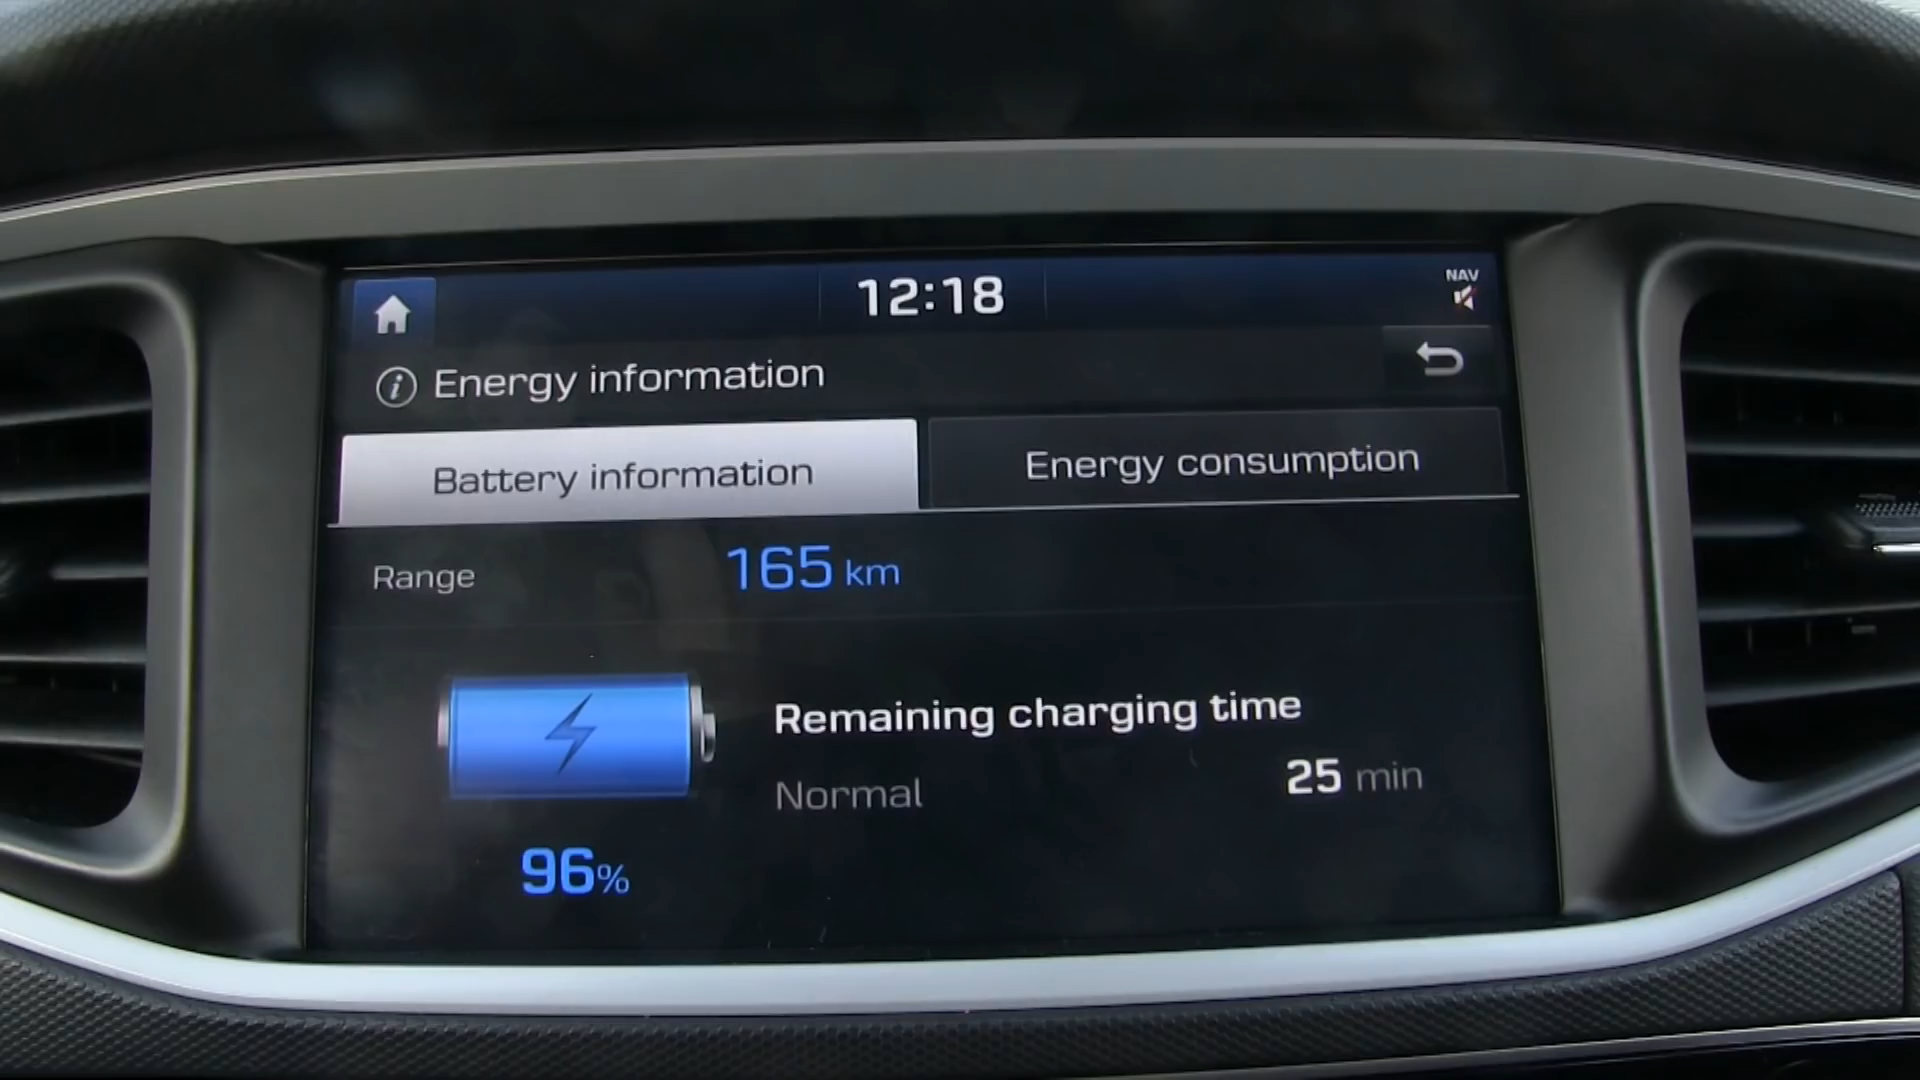 12:18
NAV
Energy information
Battery information
Energy consumption
Range 165 km
Remaining charging time
Normal 25 min
96%